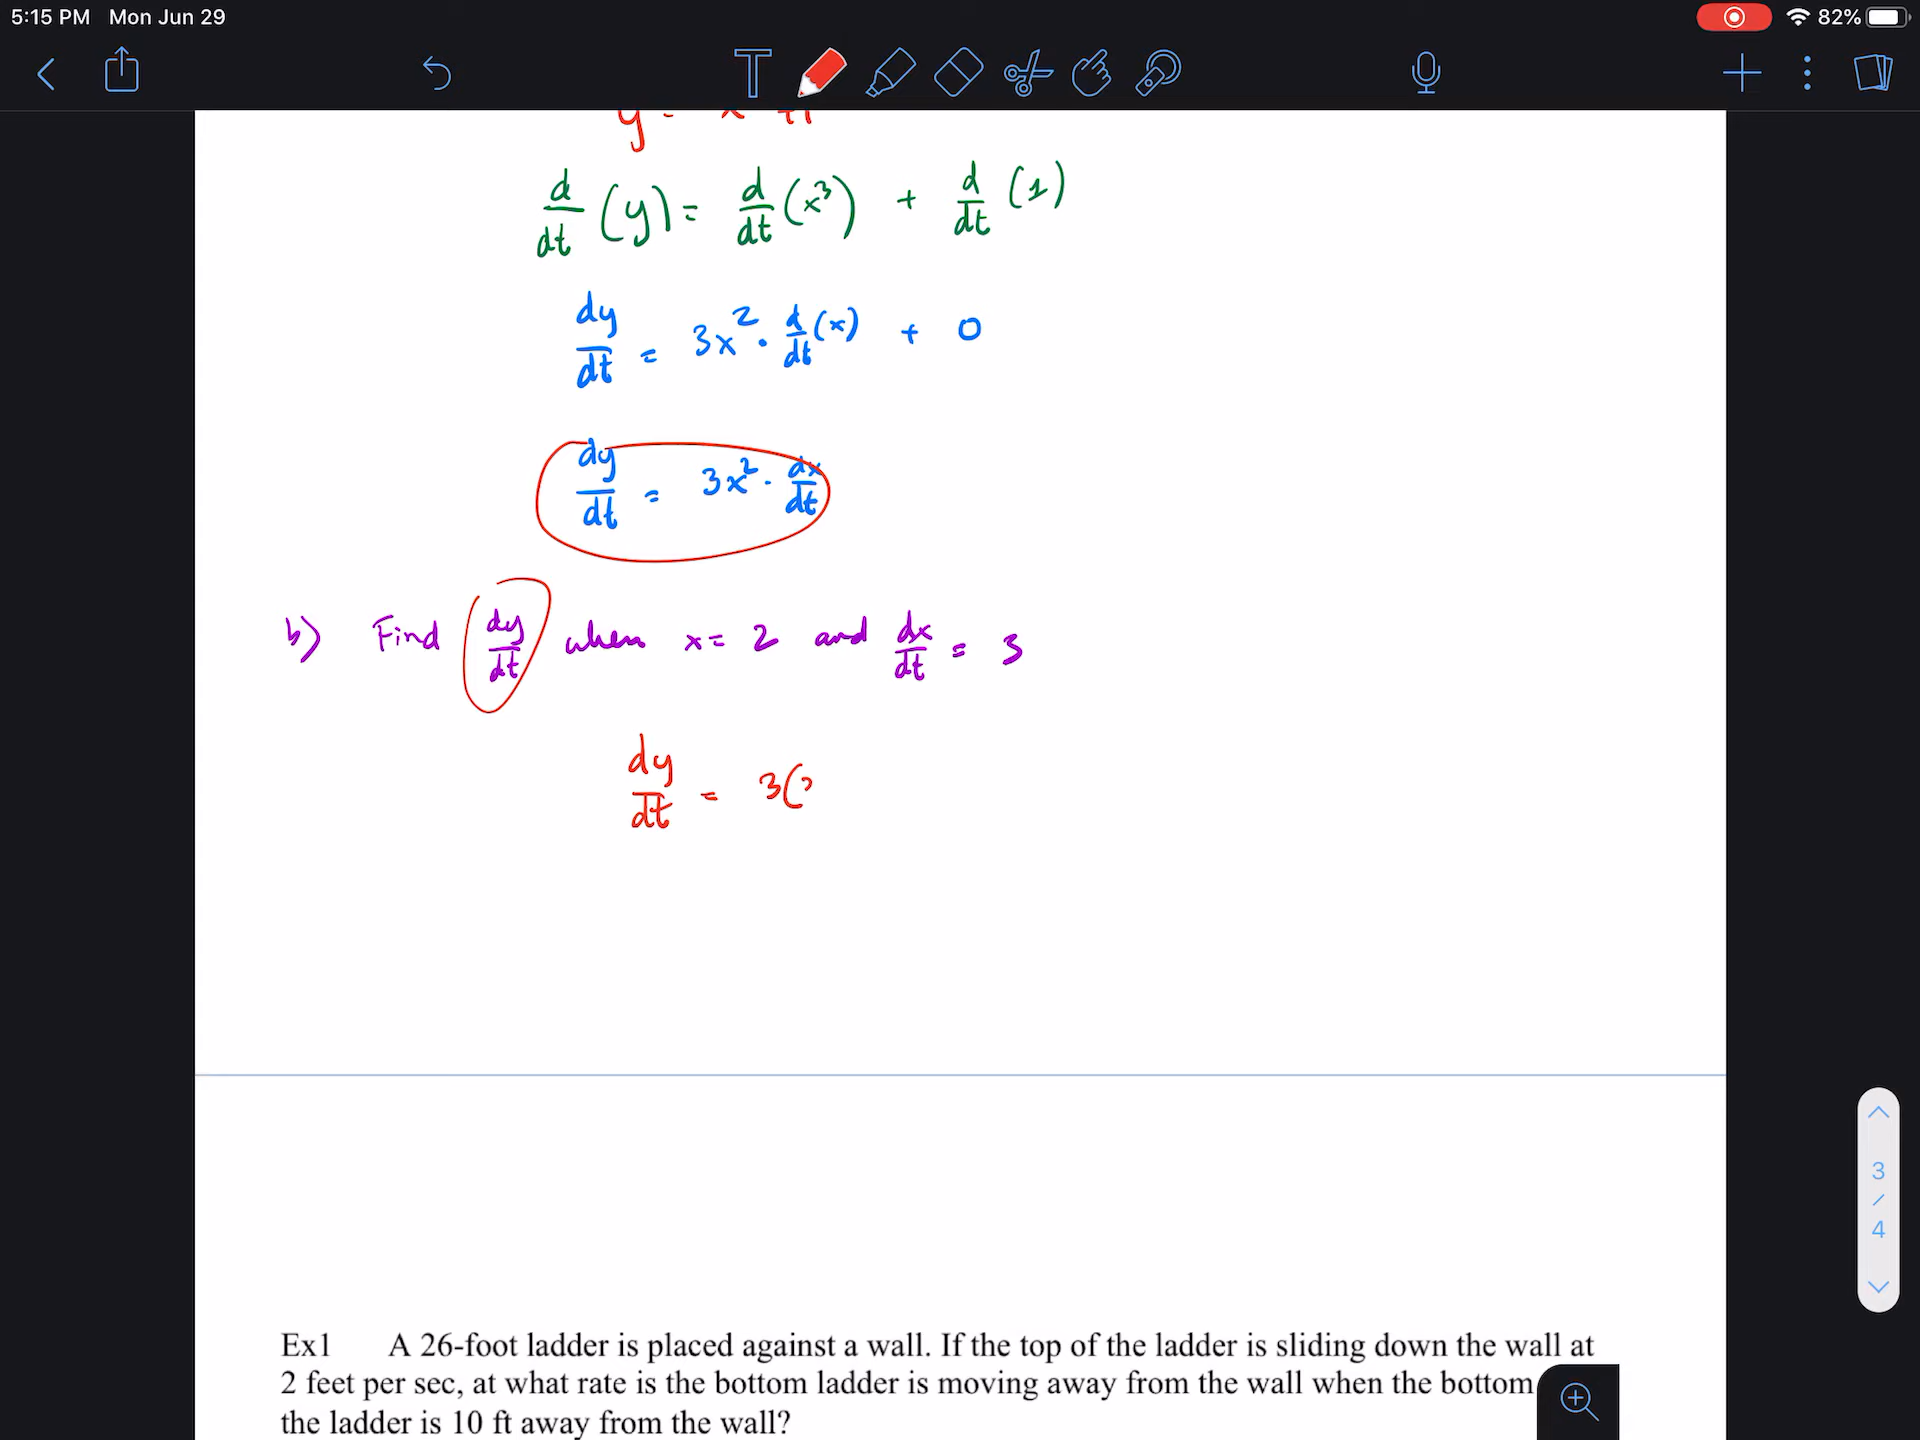 5:15 PM Mon Jun 29 82%
T
d/dt (y) = d/dt (x³) + d/dt (1)
dy/dt = 3x² · d/dt (x) + 0
dy/dt = 3x² · dx/dt
b) Find dy/dt when x = 2 and dx/dt = 3
dy/dt = 3(
3
/
4
Ex1 A 26-foot ladder is placed against a wall. If the top of the ladder is sliding down the wall at
2 feet per sec, at what rate is the bottom ladder is moving away from the wall when the bottom
the ladder is 10 ft away from the wall?